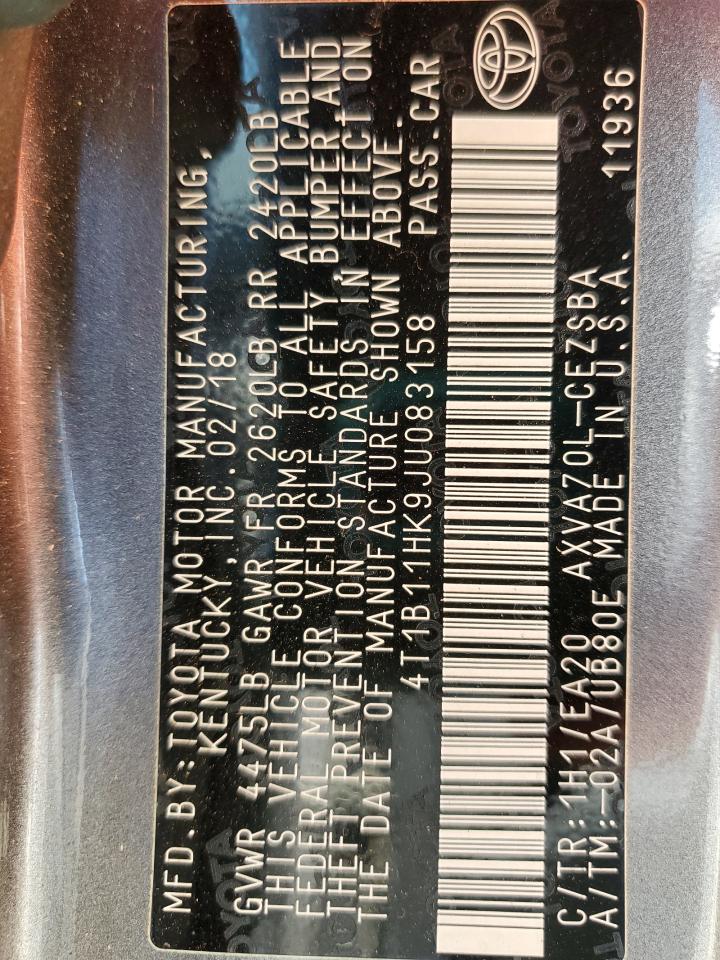 MFD.BY:TOYOTA MOTOR MANUFACTURING,
KENTUCKY,INC.02/18
GVWR 4475LB GAWR FR 2620LB RR 2420LB
THIS VEHICLE CONFORMS TO ALL APPLICABLE
FEDERAL MOTOR VEHICLE SAFETY BUMPER AND
THEFT PREVENTION STANDARDS IN EFFECT ON
THE DATE OF MANUFACTURE SHOWN ABOVE.
4T1B11HK9JU083158 PASS.CAR
C/TR:1H1/EA20 AXVA70L-CEZSBA
A/TM:-02A/UB80E MADE IN U.S.A. 11936